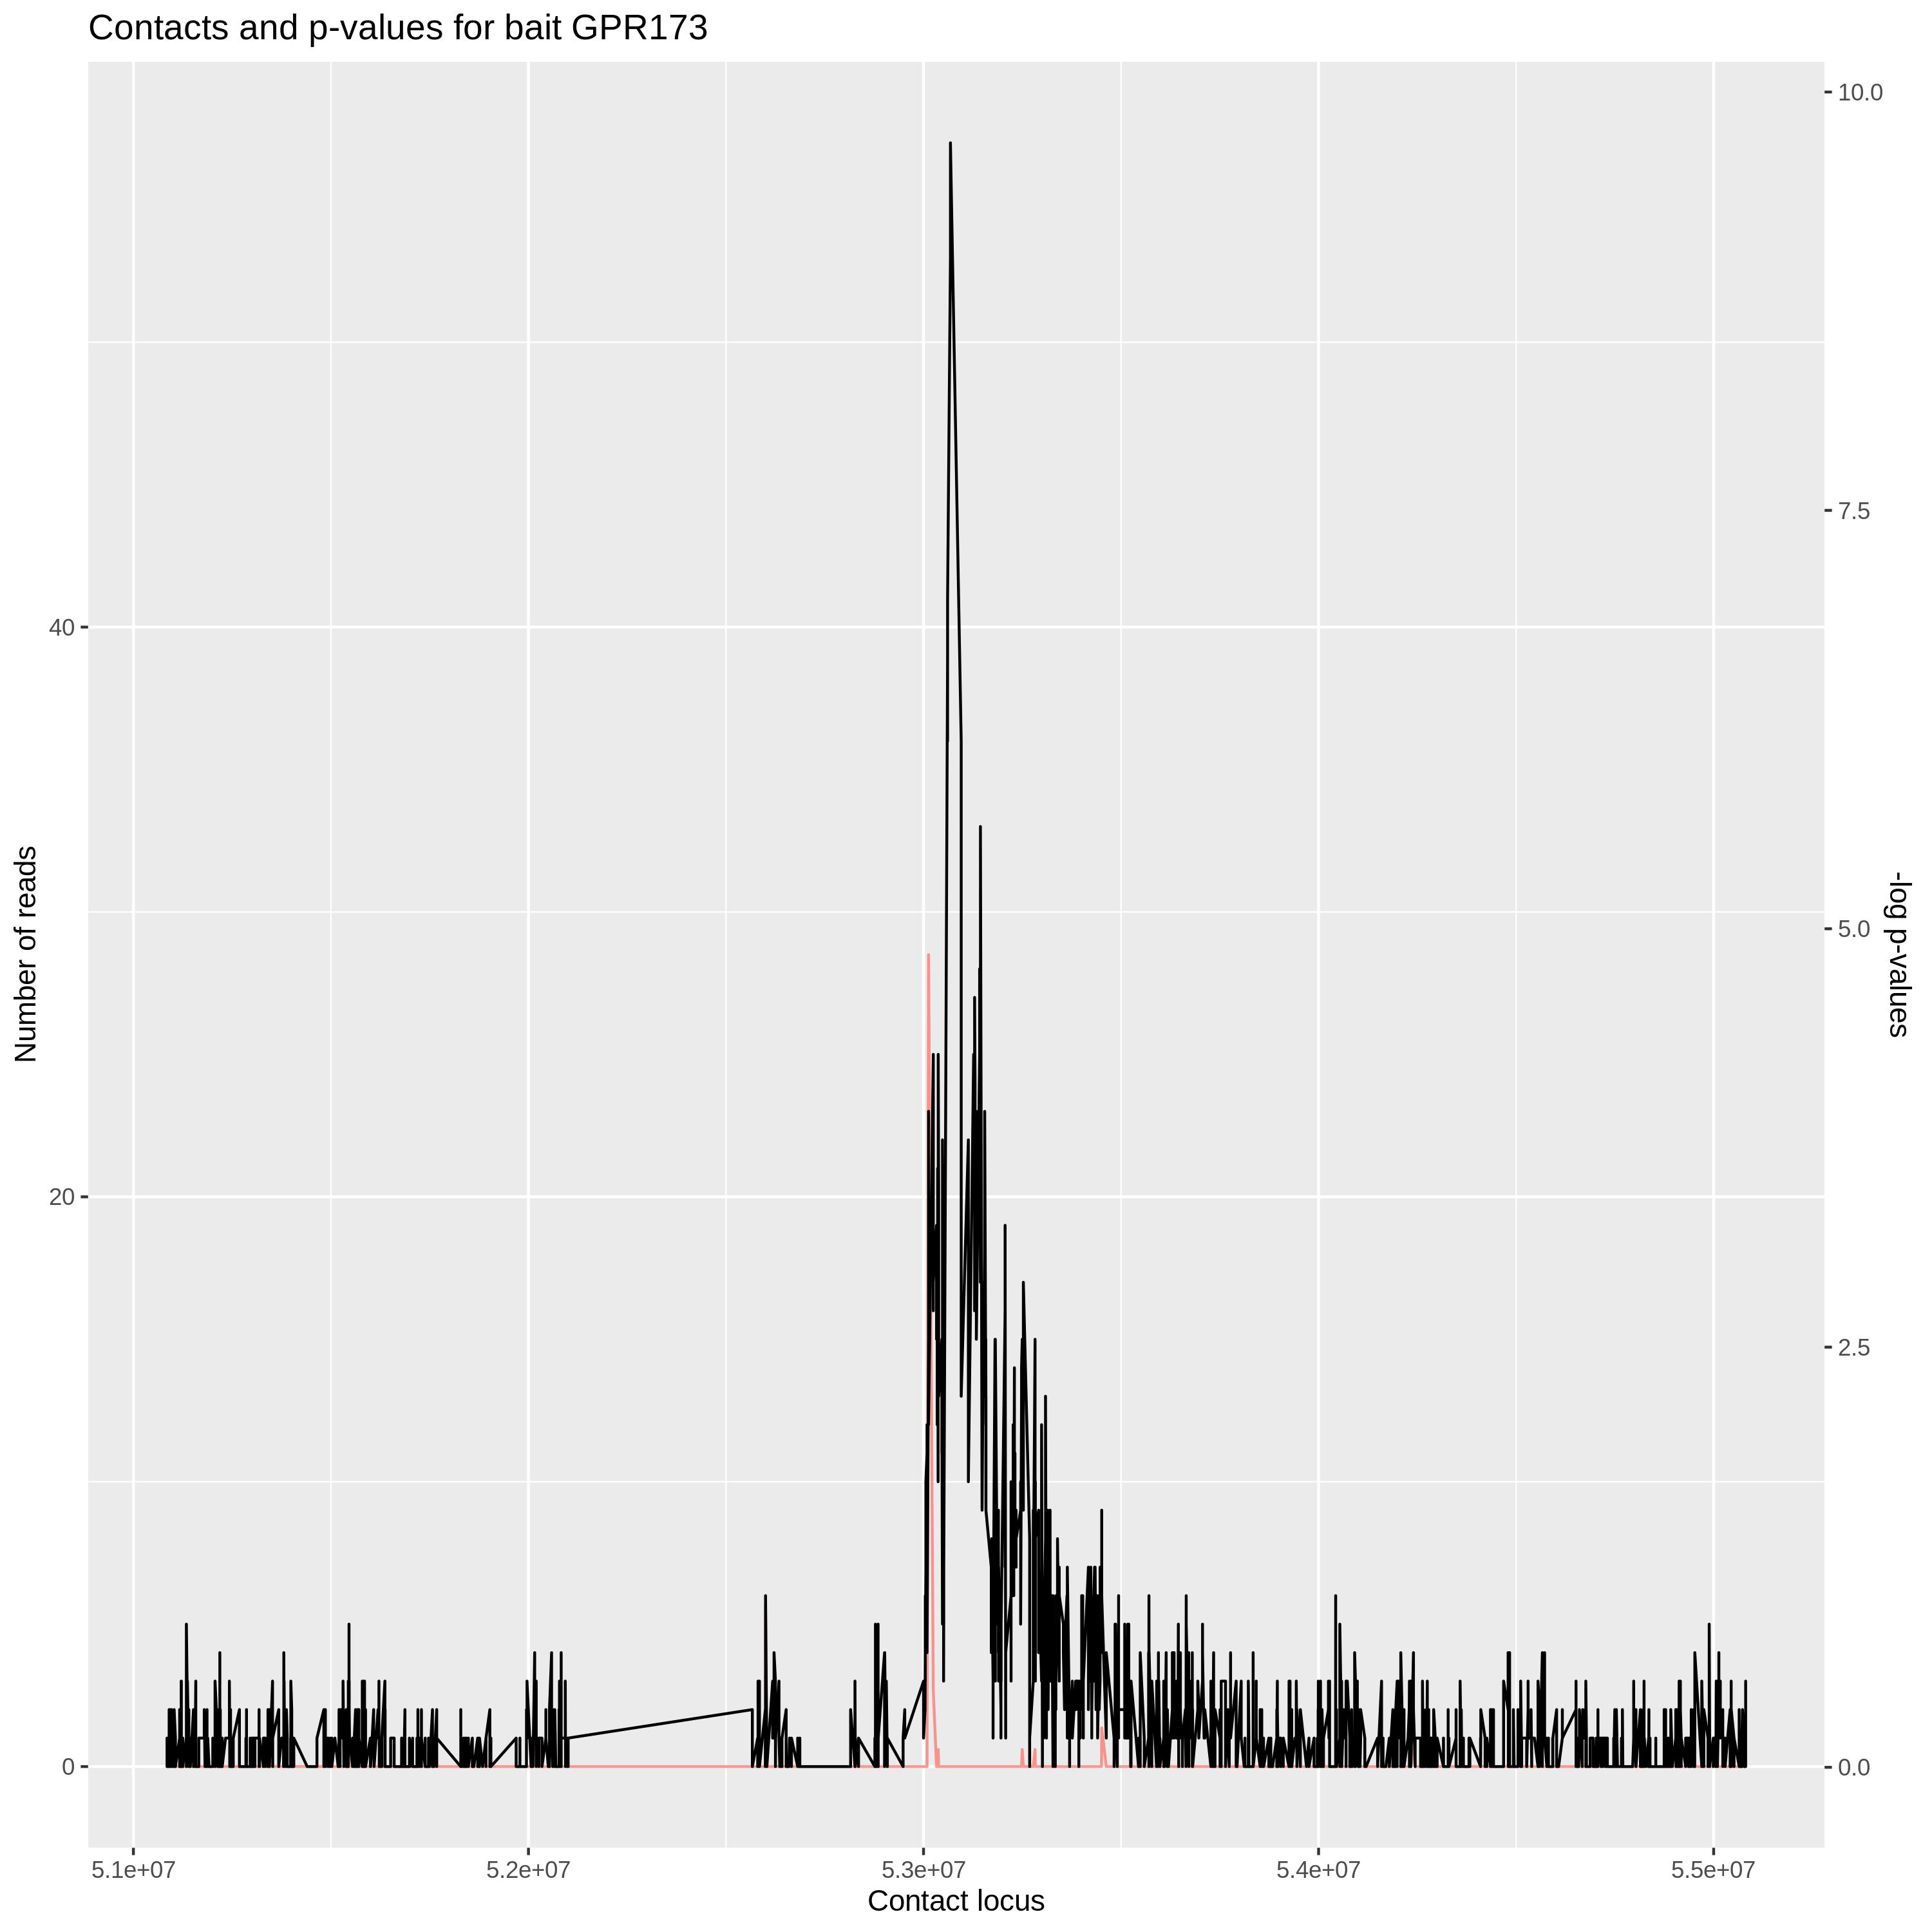 Contacts and p-values for bait GPR173
10.0
7.5
40
5.0
Number of reads
-log p-values
20
2.5
0
0.0
5.1e+07 5.2e+07 5.3e+07 5.4e+07 5.5e+07
Contact locus